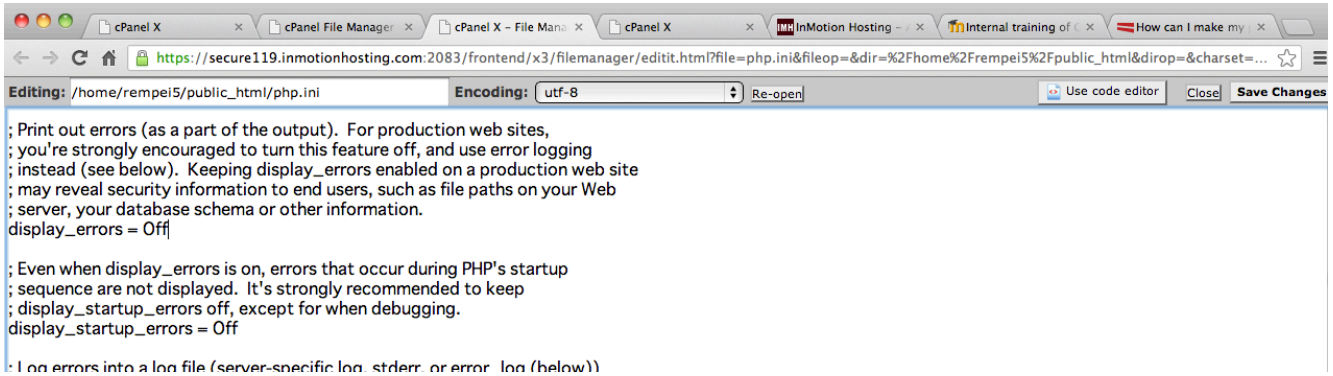 cPanel X
cPanel File Manager
cPanel X – File Mana
cPanel X
IMH InMotion Hosting – 
Internal training of
How can I make my
https://secure119.inmotionhosting.com:2083/frontend/x3/filemanager/editit.html?file=php.ini&fileop=&dir=%2Fhome%2Frempei5%2Fpublic_html&dirop=&charset=...
Editing: /home/rempei5/public_html/php.ini Encoding: utf-8 Re-open Use code editor Close Save Changes
; Print out errors (as a part of the output).  For production web sites,
; you're strongly encouraged to turn this feature off, and use error logging
; instead (see below).  Keeping display_errors enabled on a production web site
; may reveal security information to end users, such as file paths on your Web
; server, your database schema or other information.
display_errors = Off
; Even when display_errors is on, errors that occur during PHP's startup
; sequence are not displayed.  It's strongly recommended to keep
; display_startup_errors off, except for when debugging.
display_startup_errors = Off
; Log errors into a log file (server-specific log, stderr, or error_log (below))